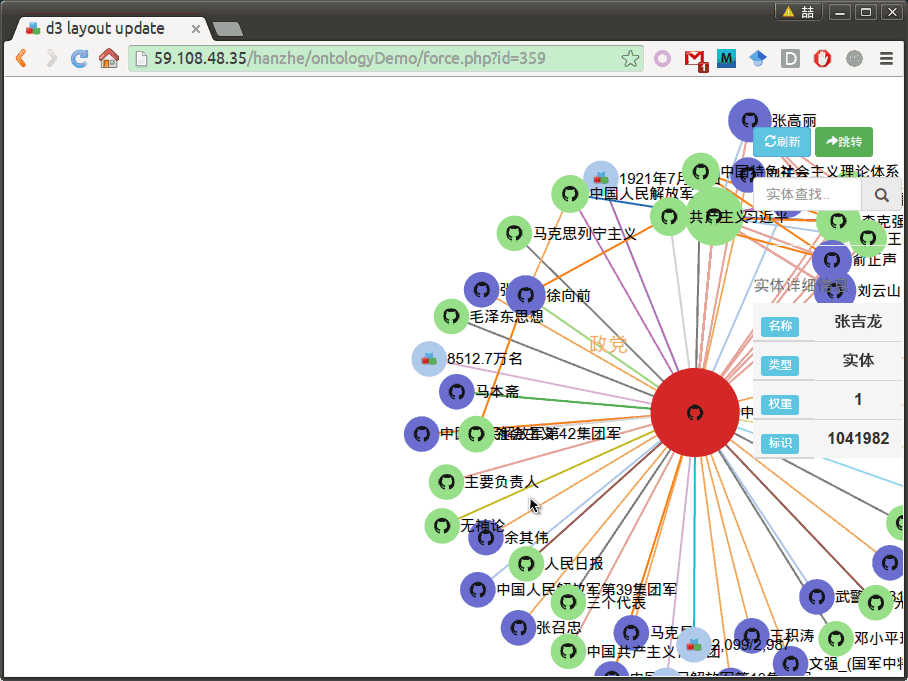 喆
d3 layout update
59.108.48.35/hanzhe/ontologyDemo/force.php?id=359
1
M
D
张高丽
刷新
跳转
中国特色社会主义理论体系
1921年7月
中国人民解放军
实体查找..
共产主义
习近平
李克强
王
马克思列宁主义
俞正声
实体详细信息
刘云山
徐向前
毛泽东思想
名称
张吉龙
政党
8512.7万名
类型
实体
马本斋
权重
1
中
第42集团军
标识
1041982
主要负责人
无神论
余其伟
人民日报
中国人民解放军第39集团军
三个代表
武警
张召忠
马克思
王积涛
邓小平理
2,099/2,987
中国共产主义
团
文强_(国军中将